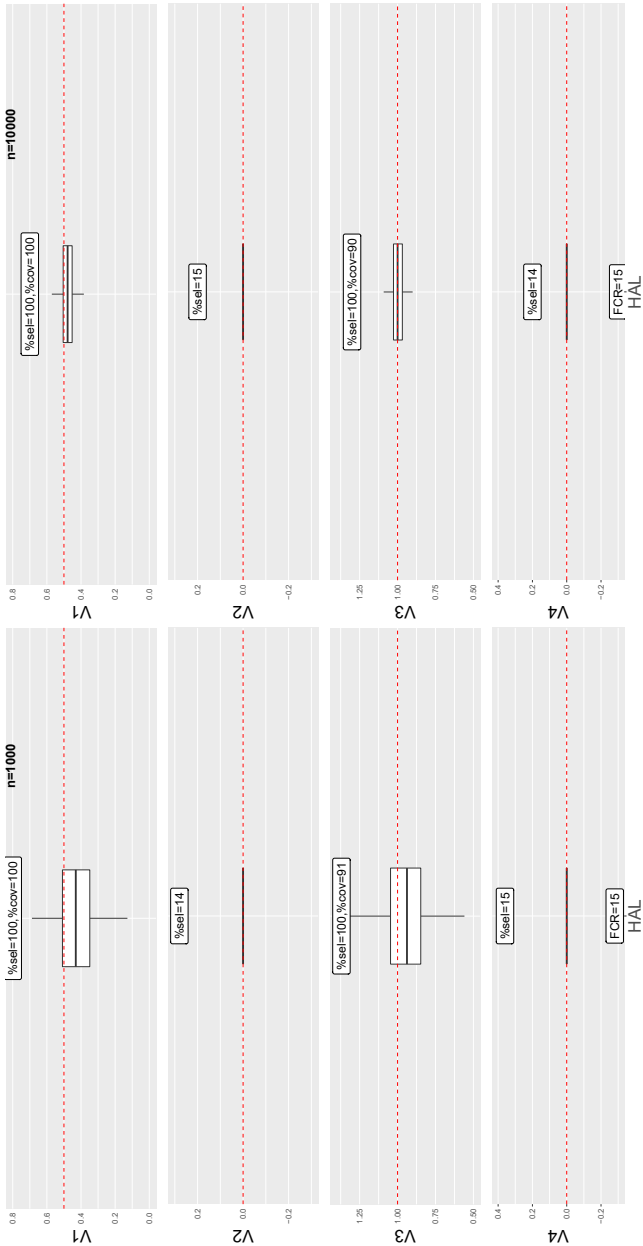 n=1000
V1
0.8
0.6
0.4
0.2
0.0
%sel=100,%cov=100
V2
0.2
0.0
−0.2
%sel=14
V3
1.25
1.00
0.75
0.50
%sel=100,%cov=91
V4
0.4
0.2
0.0
−0.2
%sel=15
FCR=15
HAL
n=10000
V1
0.8
0.6
0.4
0.2
0.0
%sel=100,%cov=100
V2
0.2
0.0
−0.2
%sel=15
V3
1.25
1.00
0.75
0.50
%sel=100,%cov=90
V4
0.4
0.2
0.0
−0.2
%sel=14
FCR=15
HAL